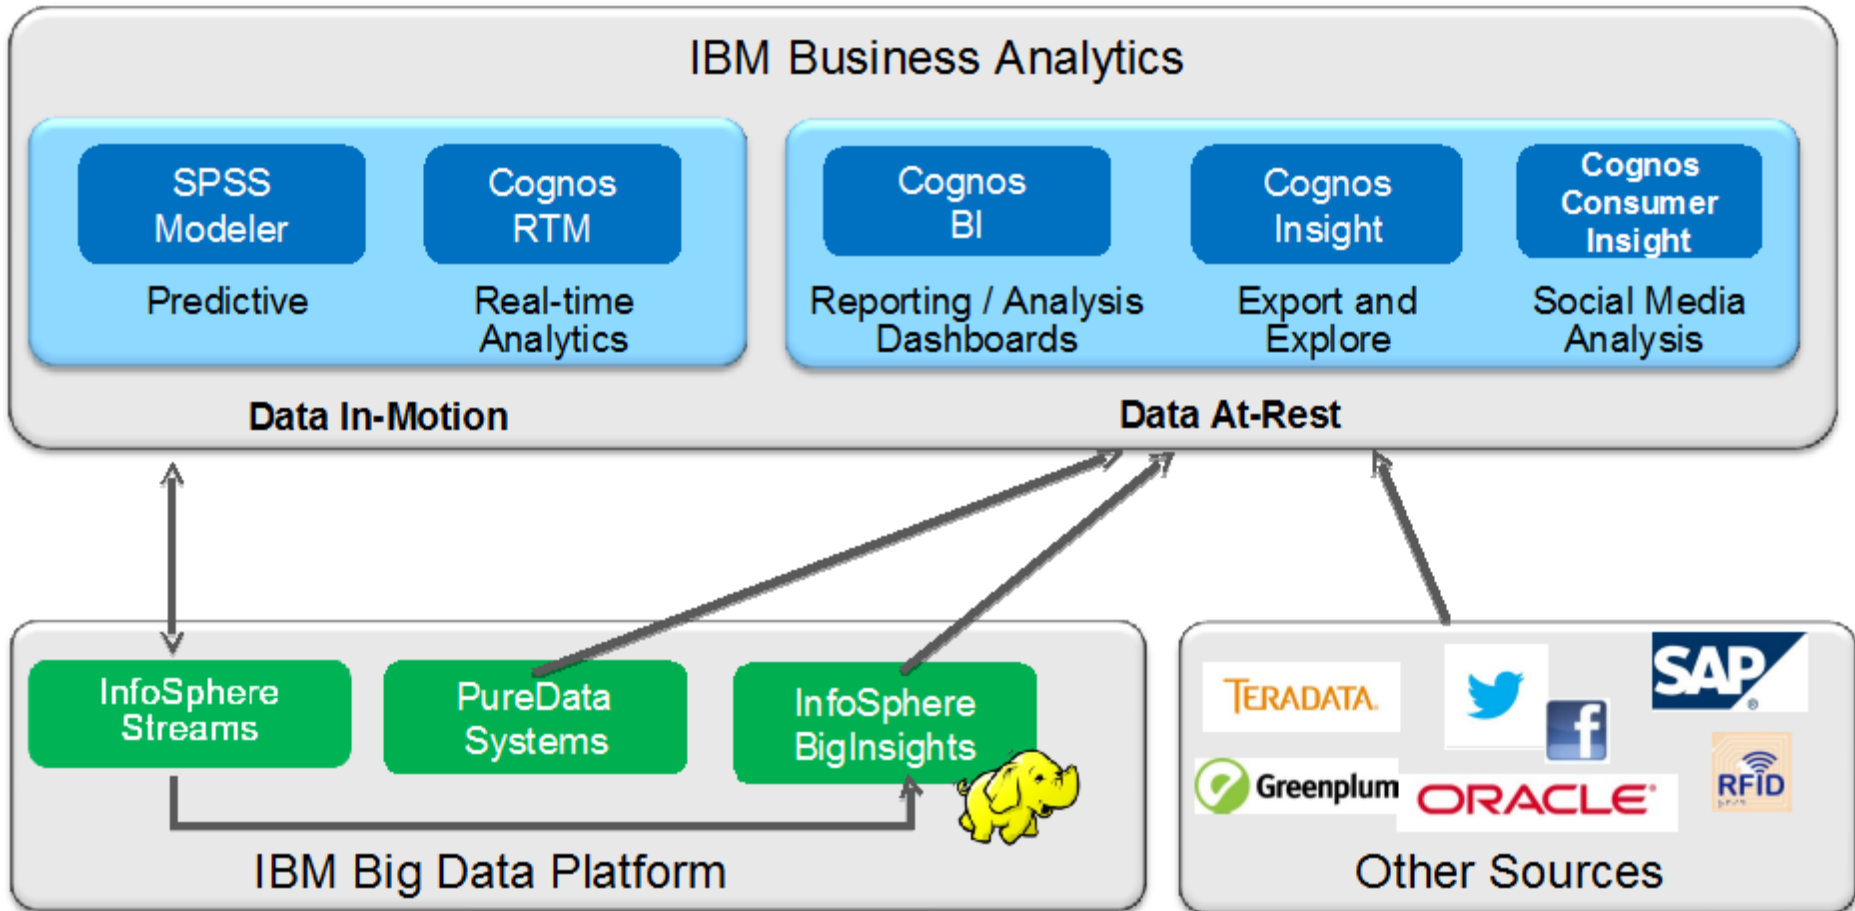 IBM Business Analytics
SPSS
Modeler
Cognos
RTM
Cognos
BI
Cognos
Insight
Cognos
Consumer
Insight
Predictive
Real-time
Analytics
Reporting / Analysis
Dashboards
Export and
Explore
Social Media
Analysis
Data In-Motion
Data At-Rest
InfoSphere
Streams
PureData
Systems
InfoSphere
BigInsights
IBM Big Data Platform
TERADATA.
f
SAP
®
Greenplum
ORACLE®
RFID
Other Sources